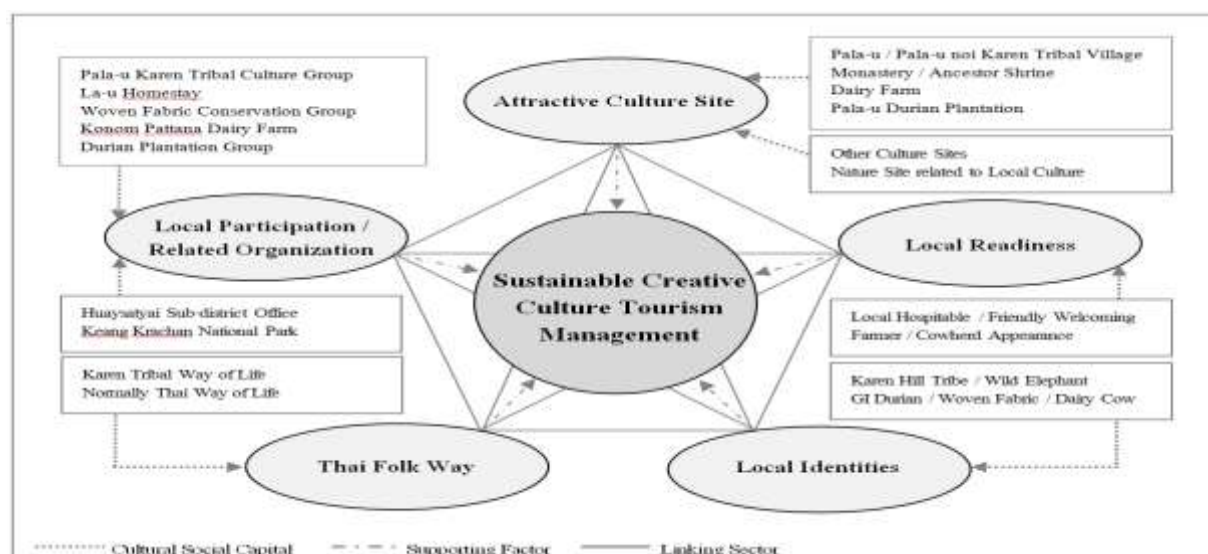 Pala-u Karen Tribal Culture Group
La-u Homestay
Woven Fabric Conservation Group
Konom Pattana Dairy Farm
Durian Plantation Group
Attractive Culture Site
Pala-u / Pala-u noi Karen Tribal Village
Monastery / Ancestor Shrine
Dairy Farm
Pala-u Durian Plantation
Other Culture Sites
Nature Site related to Local Culture
Local Participation /
Related Organization
Local Readiness
Sustainable Creative
Culture Tourism
Management
Huaysatyai Sub-district Office
Keang Krachan National Park
Karen Tribal Way of Life
Normally Thai Way of Life
Local Hospitable / Friendly Welcoming
Farmer / Cowherd Appearance
Karen Hill Tribe / Wild Elephant
GI Durian / Woven Fabric / Dairy Cow
Thai Folk Way
Local Identities
Cultural Social Capital
Supporting Factor
Linking Sector